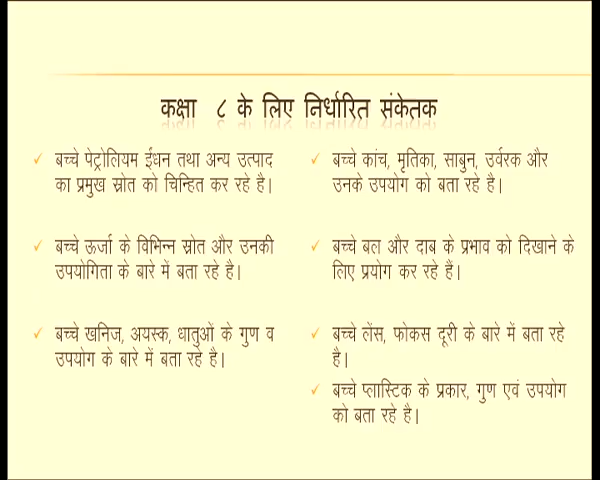 कक्षा ८ के लिए निर्धारित संकेतक
बच्चे पेट्रोलियम ईंधन तथा अन्य उत्पाद
का प्रमुख स्रोत को चिन्हित कर रहे है।
बच्चे ऊर्जा के विभिन्न स्रोत और उनकी
उपयोगिता के बारे में बता रहे है।
बच्चे खनिज, अयस्क, धातुओं के गुण व
उपयोग के बारे में बता रहे है।
बच्चे कांच, मृतिका, साबुन, उर्वरक और
उनके उपयोग को बता रहे है।
बच्चे बल और दाब के प्रभाव को दिखाने के
लिए प्रयोग कर रहे हैं।
बच्चे लेंस, फोकस दूरी के बारे में बता रहे
है।
बच्चे प्लास्टिक के प्रकार, गुण एवं उपयोग
को बता रहे है।